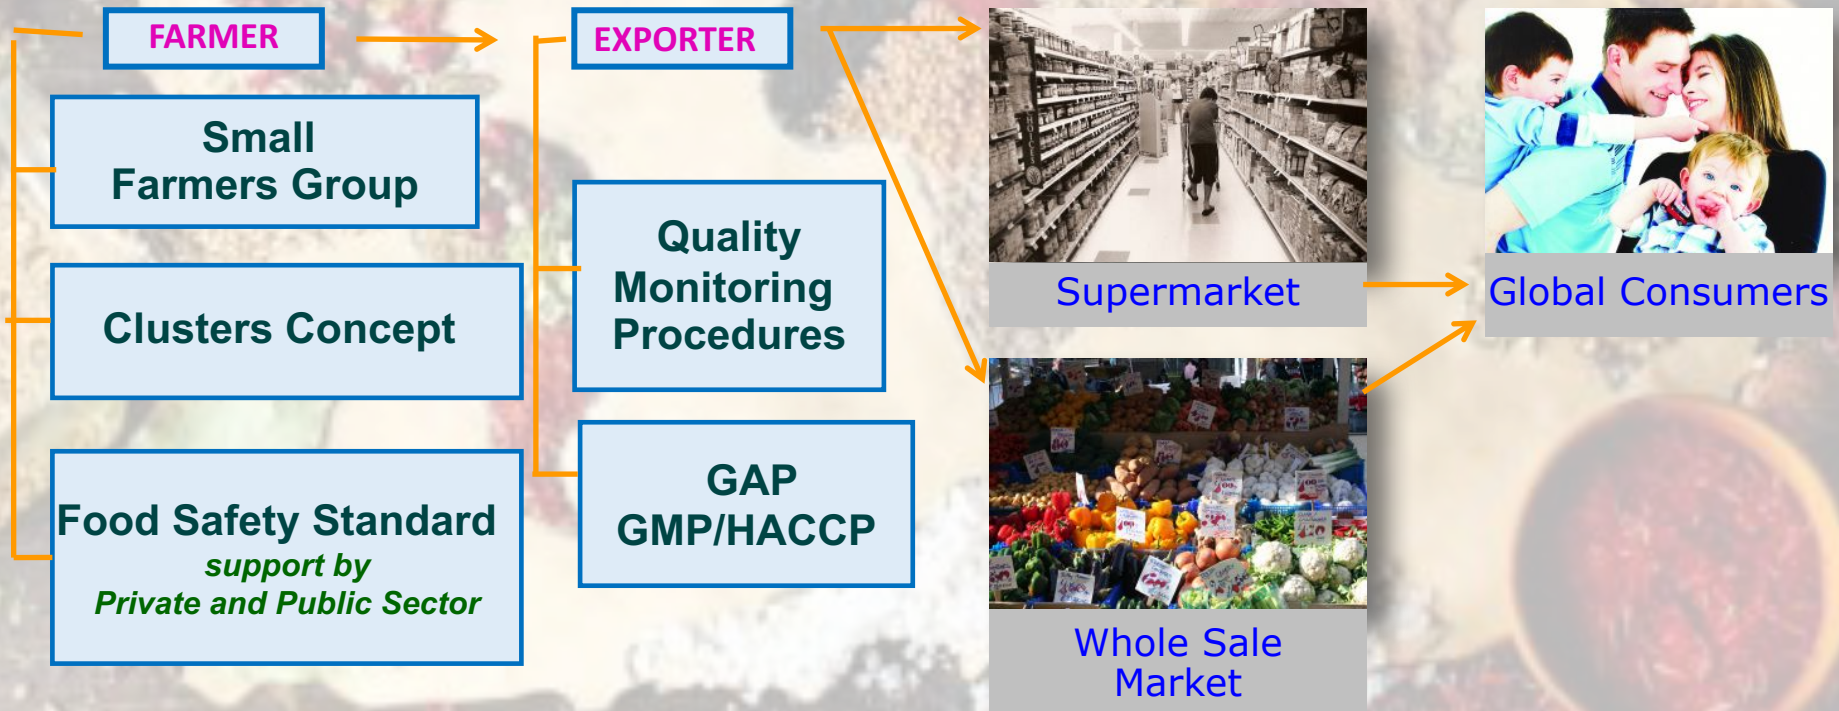 FARMER
Small
Farmers Group
Clusters Concept
Food Safety Standard
support by
Private and Public Sector
EXPORTER
Quality
Monitoring
Procedures
GAP
GMP/HACCP
Supermarket
Whole Sale
Market
Global Consumers